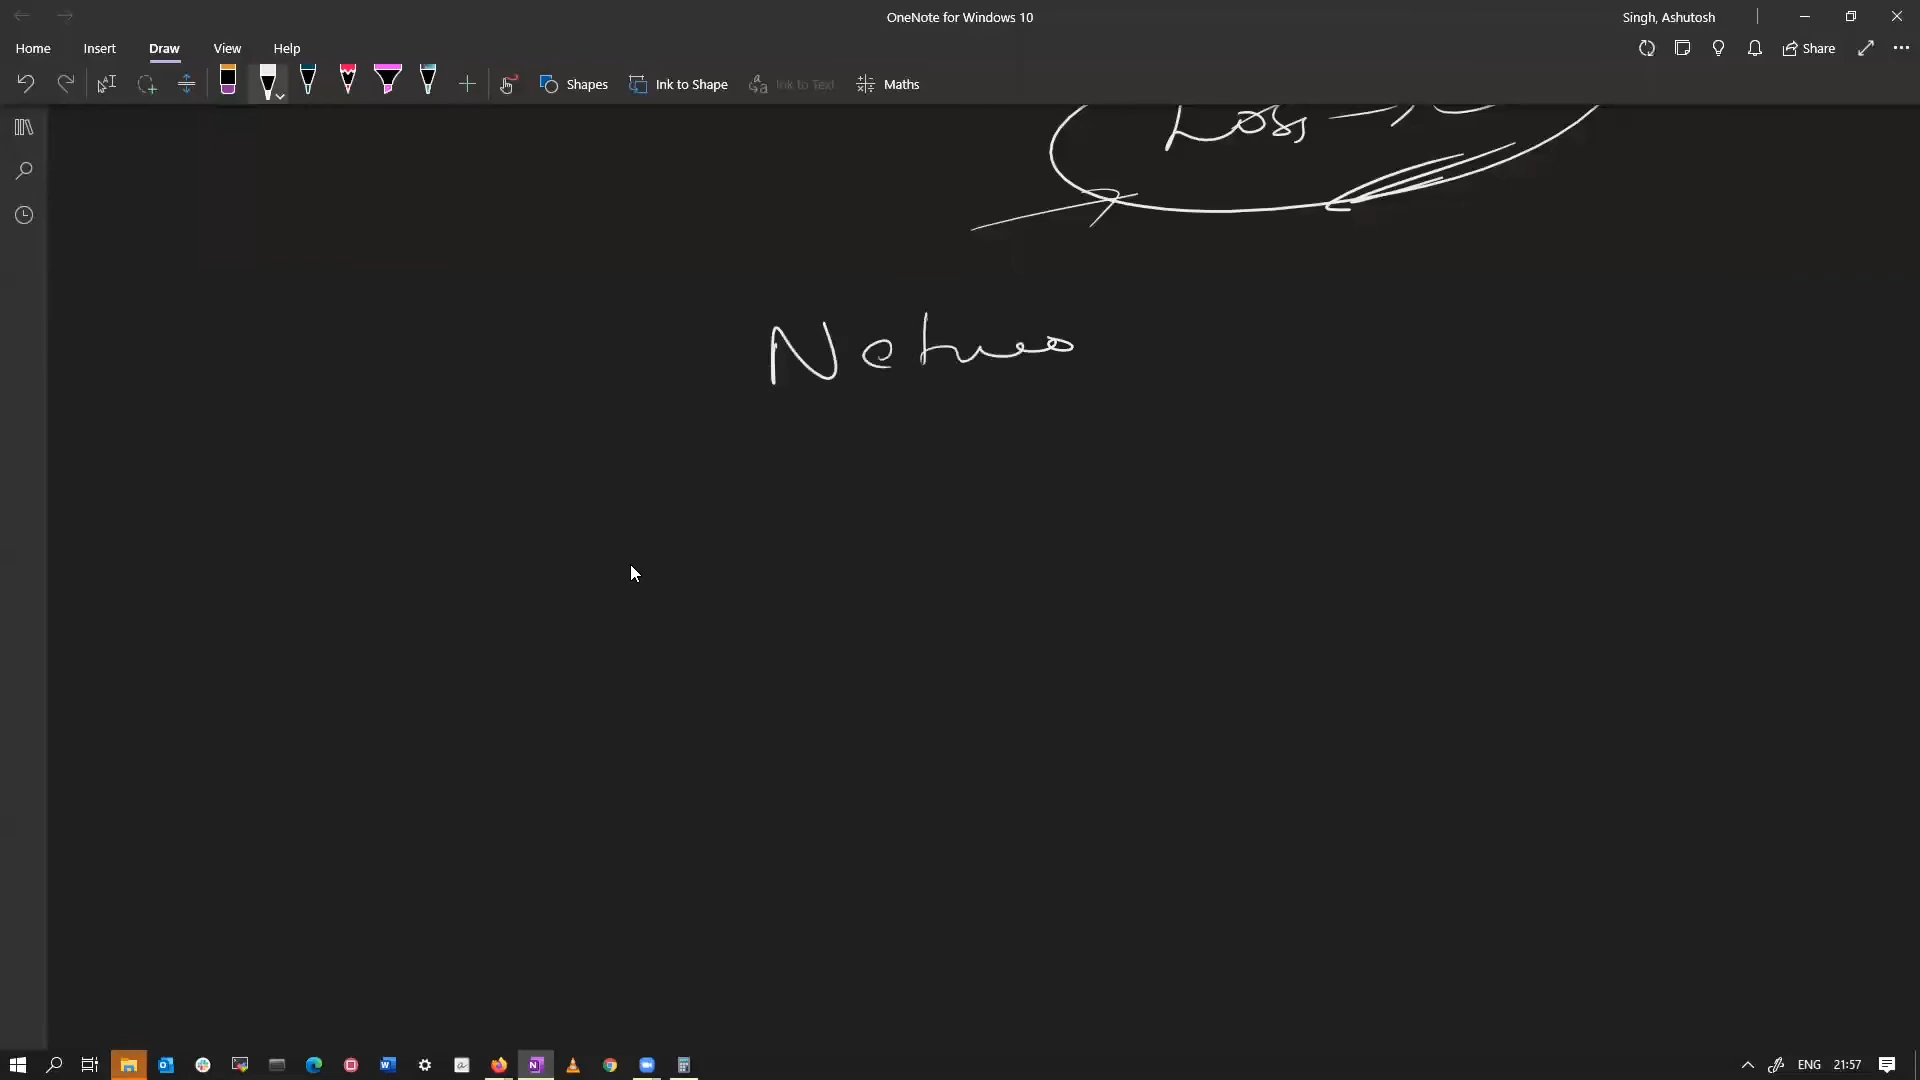 OneNote for Windows 10
Singh, Ashutosh
Home Insert Draw View Help
Share
Shapes Ink to Shape Ink to Text Maths
Loss
Netwo
ENG 21:57